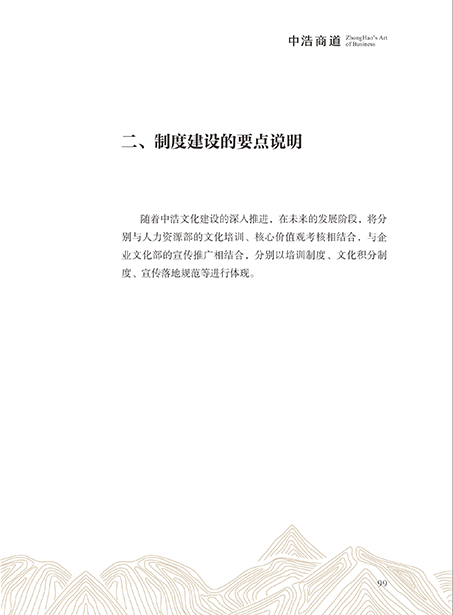 中浩商道 ZhongHao's Art
of Business
二、制度建设的要点说明
随着中浩文化建设的深入推进，在未来的发展阶段，将分
别与人力资源部的文化培训、核心价值观考核相结合，与企
业文化部的宣传推广相结合，分别以培训制度、文化积分制
度、宣传落地规范等进行体现。
99